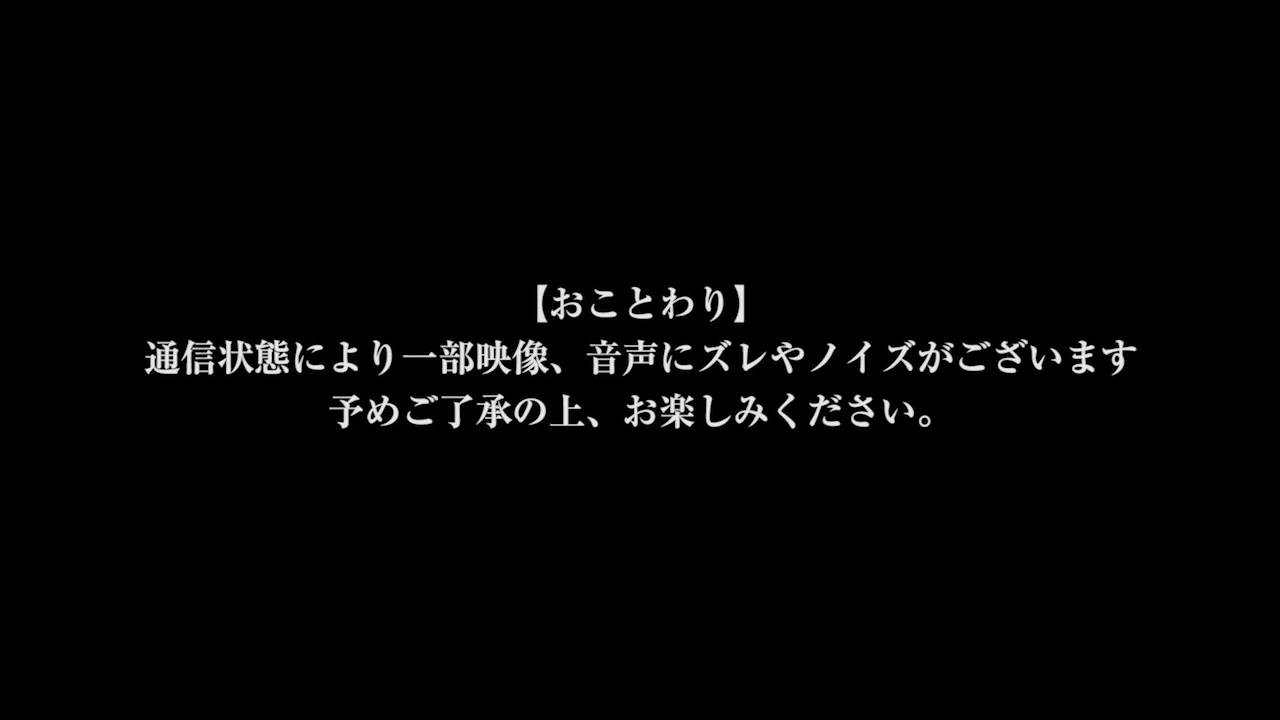 【おことわり】
通信状態により一部映像、音声にズレやノイズがございます
予めご了承の上、お楽しみください。